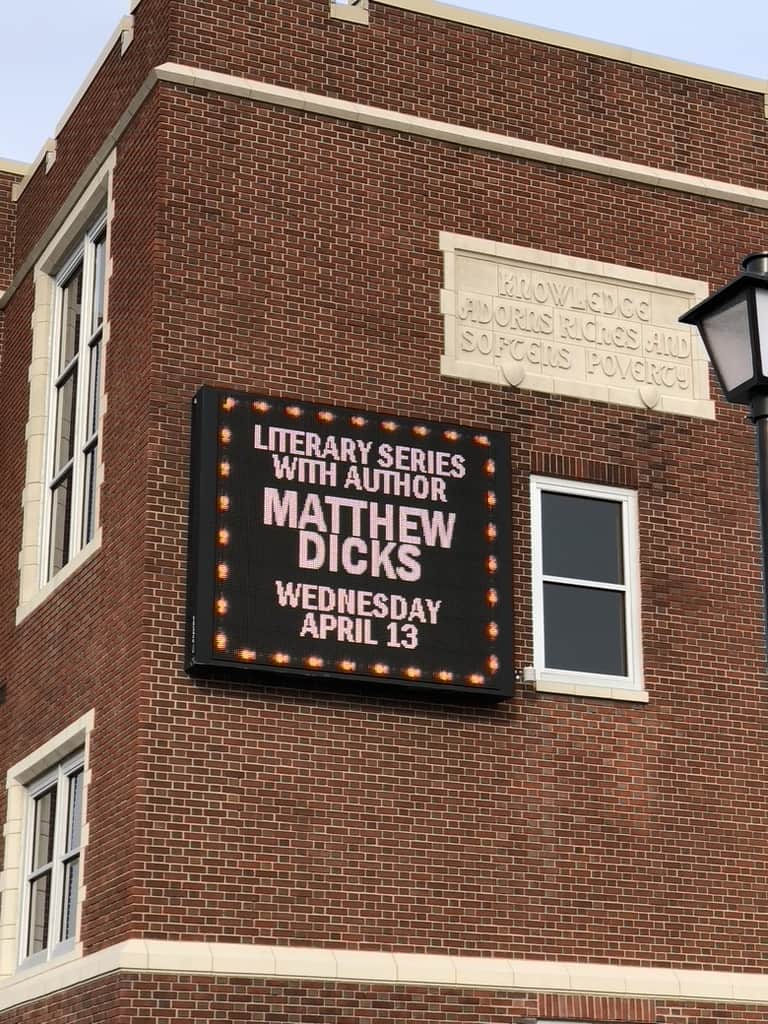 KNOWLEDGE
ADORNS RICHES AND
SOFTENS POVERTY
LITERARY SERIES
WITH AUTHOR
MATTHEW
DICKS
WEDNESDAY
APRIL 13